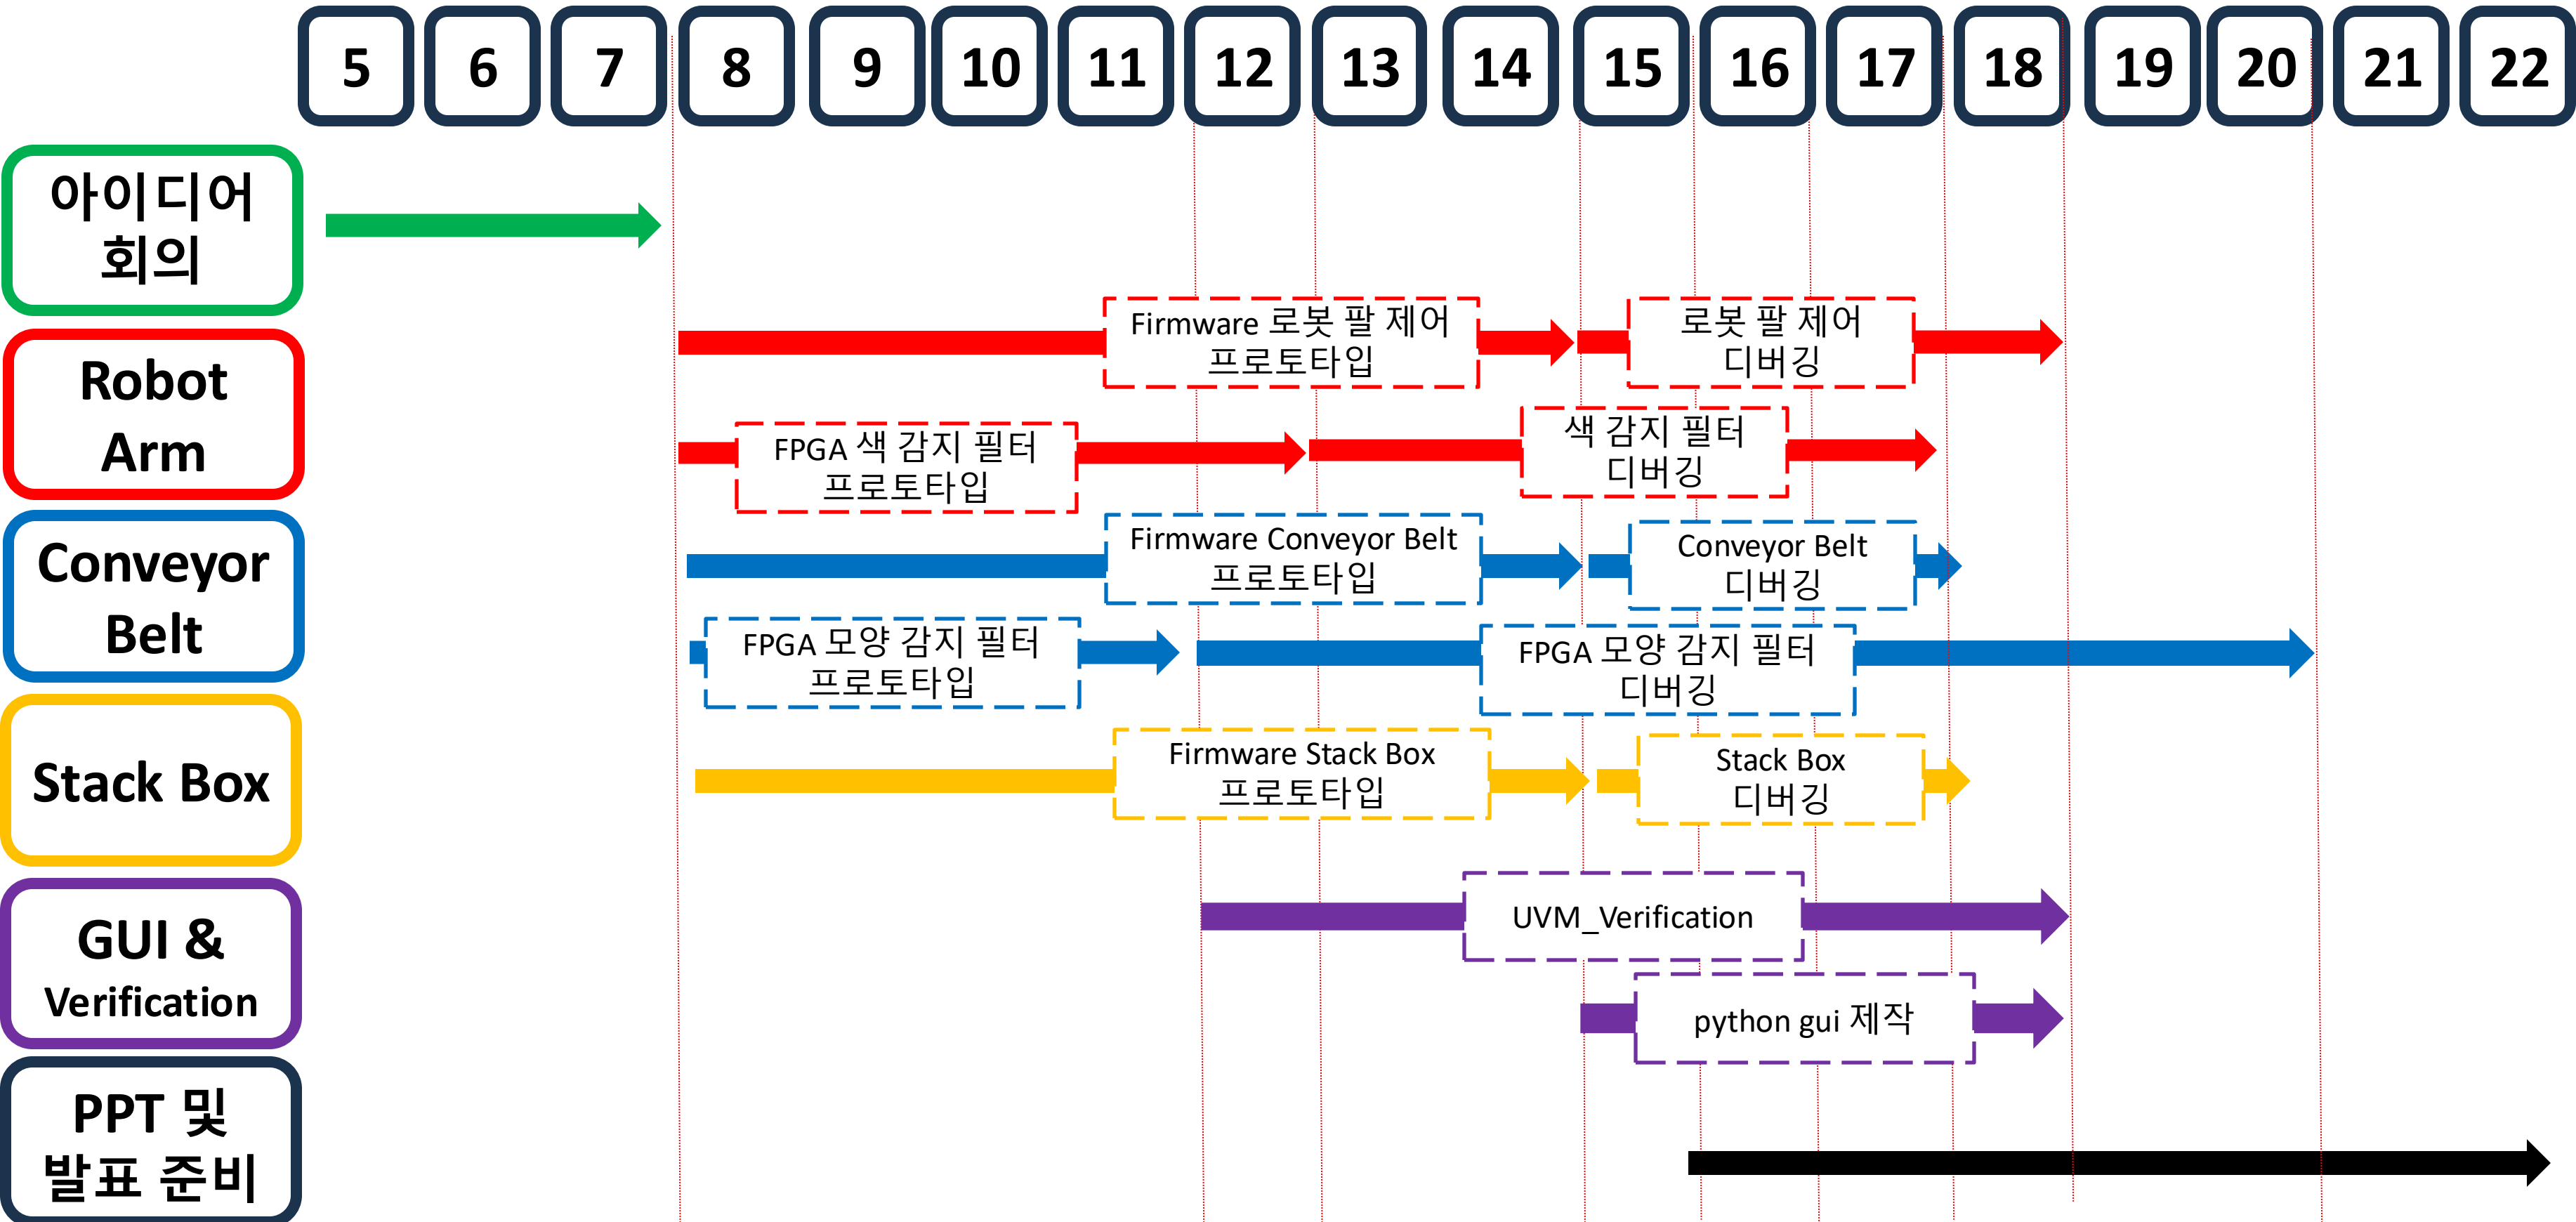 5 6 7 8 9 10 11 12 13 14 15 16 17 18 19 20 21 22
아이디어
회의
Robot
Arm
Firmware 로봇 팔 제어
프로토타입
로봇 팔 제어
디버깅
FPGA 색 감지 필터
프로토타입
색 감지 필터
디버깅
Conveyor
Belt
Firmware Conveyor Belt
프로토타입
Conveyor Belt
디버깅
FPGA 모양 감지 필터
프로토타입
FPGA 모양 감지 필터
디버깅
Stack Box
Firmware Stack Box
프로토타입
Stack Box
디버깅
GUI &
Verification
UVM_Verification
python gui 제작
PPT 및
발표 준비